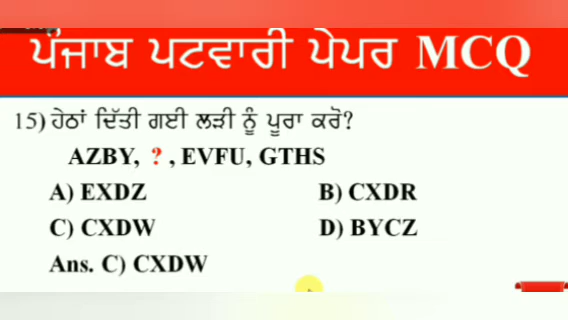 ਪੰਜਾਬ ਪਟਵਾਰੀ ਪੇਪਰ MCQ
15) ਹੇਠਾਂ ਦਿੱਤੀ ਗਈ ਲੜੀ ਨੂੰ ਪੂਰਾ ਕਰੋ?
AZBY, ? , EVFU, GTHS
A) EXDZ B) CXDR
C) CXDW D) BYCZ
Ans. C) CXDW